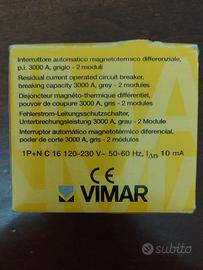 Interruttore automatico magnetotermico differenziale,
p.i. 3000 A, grigio - 2 moduli
Residual current operated circuit breaker,
breaking capacity 3000 A, grey - 2 modules
Disjoncteur magnéto-thermique différentiel,
pouvoir de coupure 3000 A, gris - 2 modules
Fehlerstrom-Leitungsschutzschalter,
Unterbrechungsleistung 3000 A, grau - 2 Module
Interruptor automático magnetotérmico diferencial,
poder de corte 3000 A, gris - 2 módulos
1P+N C 16 120-230 V~ 50-60 Hz, I∆n 10 mA
CE
VIMAR
subito